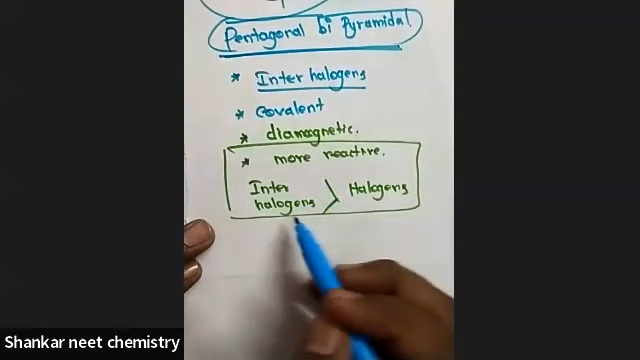 Pentagonal bi Pyramidal
* Inter halogens
* Covalent
* diamagnetic.
* more reactive.
Inter halogens > Halogens
Shankar neet chemistry